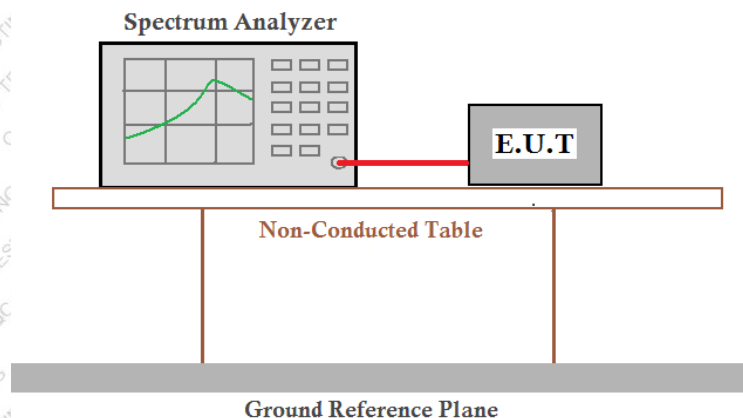 Spectrum Analyzer
E.U.T
Non-Conducted Table
Ground Reference Plane